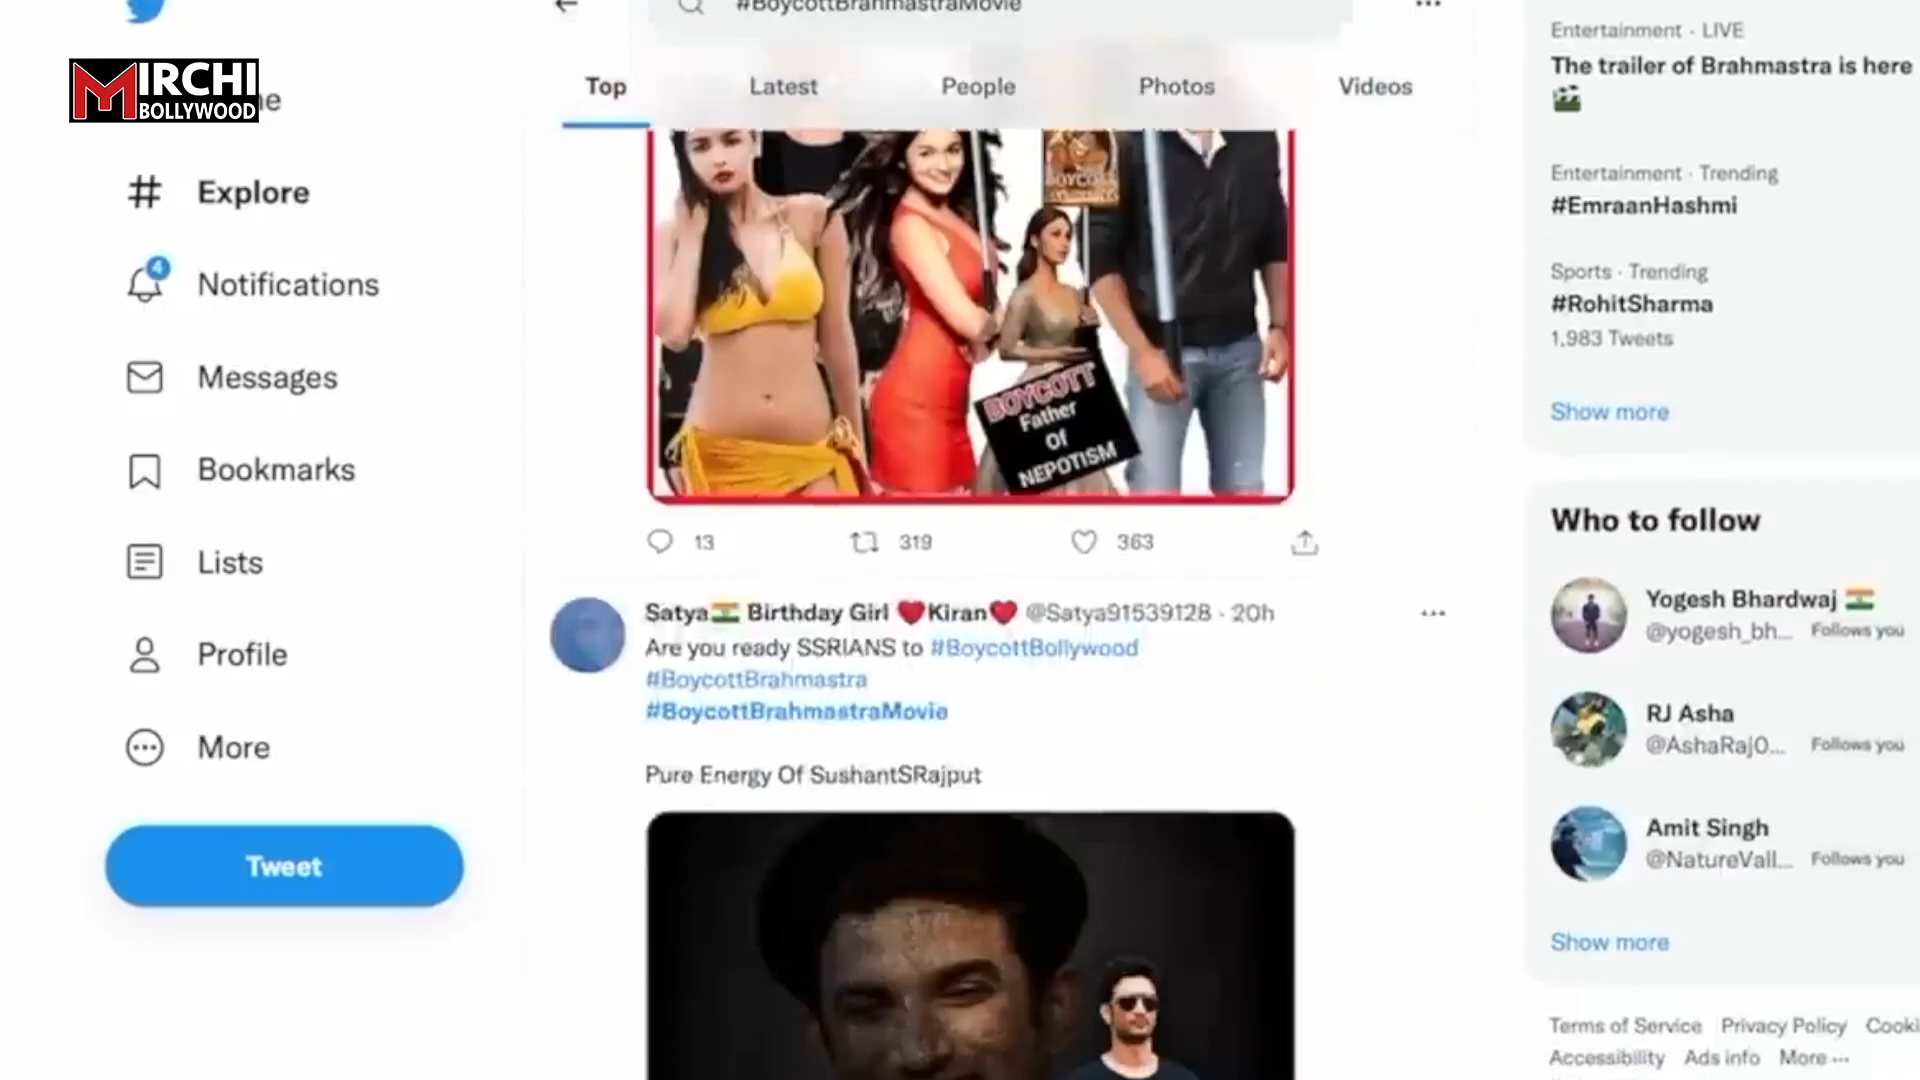 #BoycottBrahmastraMovie
MIRCHI
BOLLYWOOD
Top
Latest
People
Photos
Videos
Explore
4
Notifications
Messages
Bookmarks
Lists
Profile
More
Tweet
BOYCOTT
BOYCOTT
Father
Of
NEPOTISM
13
319
363
Satya Birthday Girl Kiran @Satya91539128 · 20h
Are you ready SSRIANS to #BoycottBollywood
#BoycottBrahmastra
#BoycottBrahmastraMovie
Pure Energy Of SushantSRajput
Entertainment · LIVE
The trailer of Brahmastra is here
Entertainment · Trending
#EmraanHashmi
Sports · Trending
#RohitSharma
1,983 Tweets
Show more
Who to follow
Yogesh Bhardwaj
@yogesh_bh... Follows you
RJ Asha
@AshaRaj0... Follows you
Amit Singh
@NatureVall... Follows you
Show more
Terms of Service Privacy Policy Cooki
Accessibility Ads info More ···